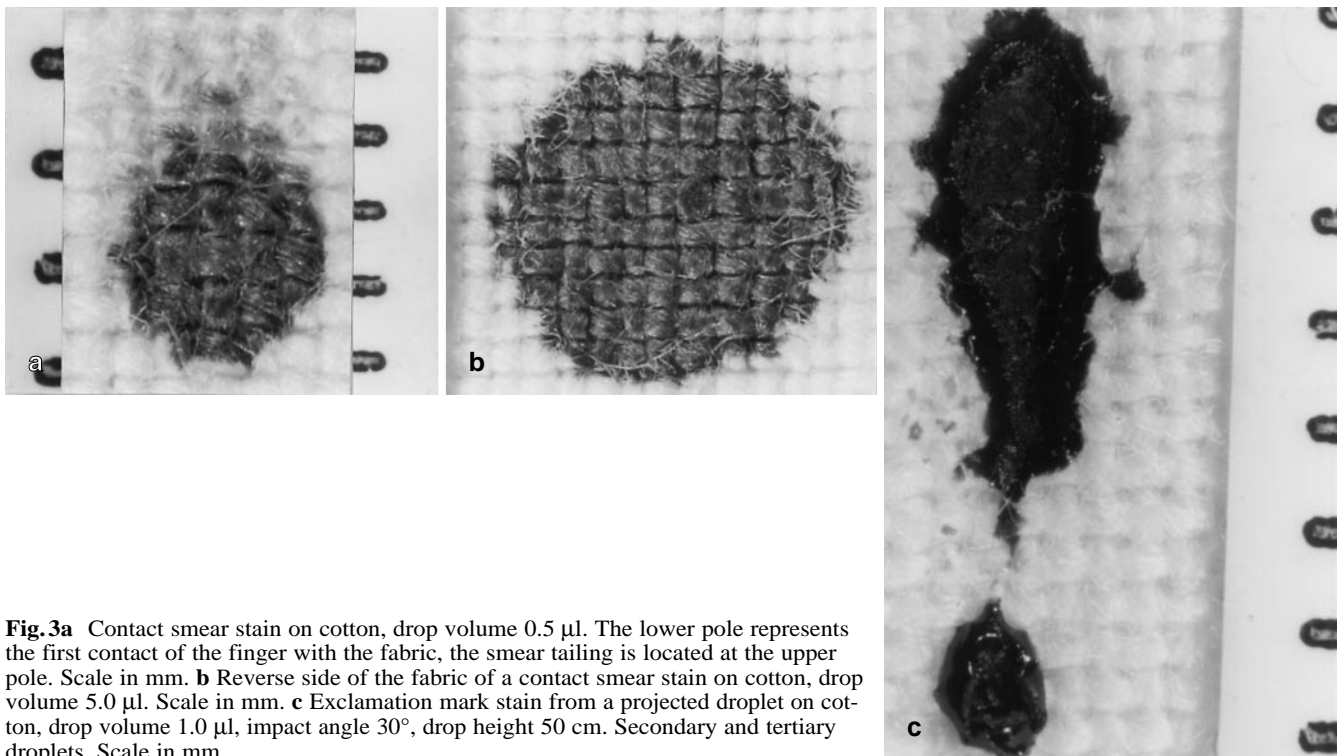 a
b
c
Fig. 3a Contact smear stain on cotton, drop volume 0.5 µl. The lower pole represents
the first contact of the finger with the fabric, the smear tailing is located at the upper
pole. Scale in mm. b Reverse side of the fabric of a contact smear stain on cotton, drop
volume 5.0 µl. Scale in mm. c Exclamation mark stain from a projected droplet on cot-
ton, drop volume 1.0 µl, impact angle 30°, drop height 50 cm. Secondary and tertiary
droplets. Scale in mm